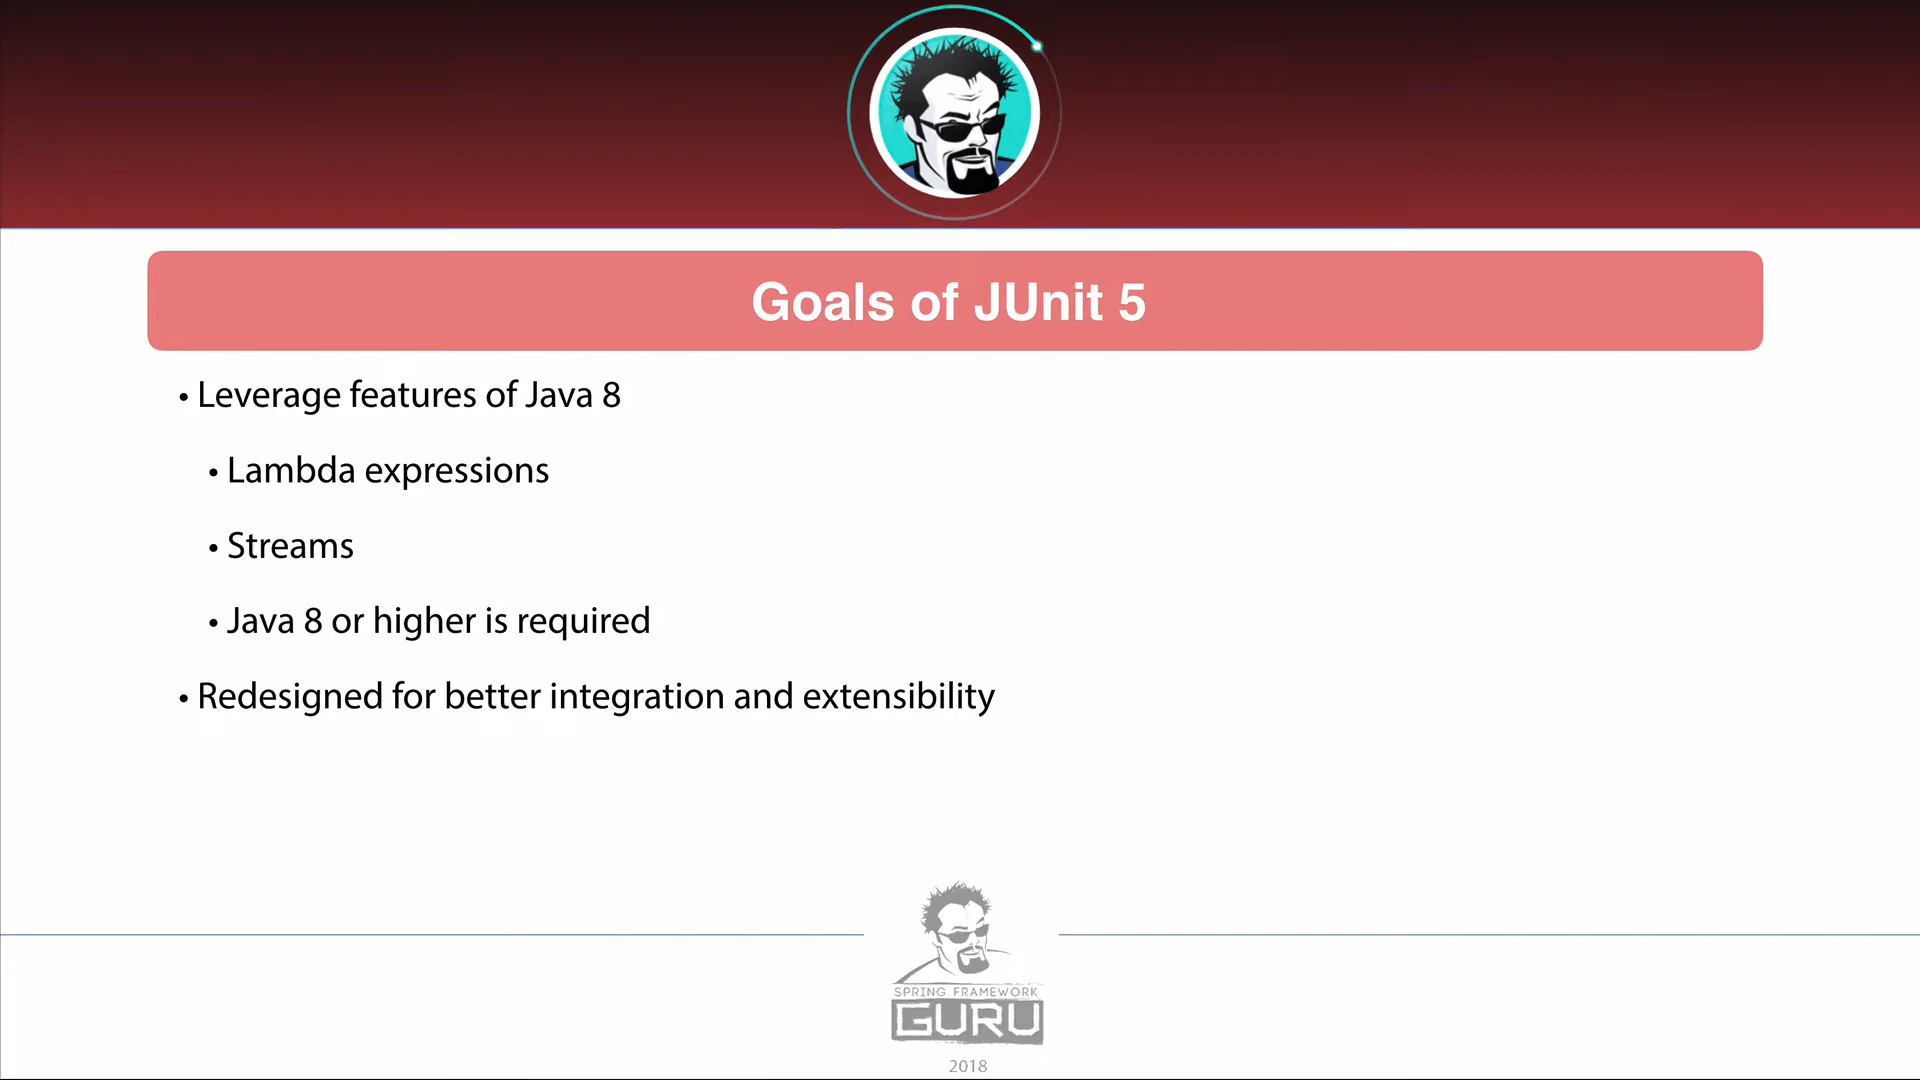 Goals of JUnit 5
• Leverage features of Java 8
• Lambda expressions
• Streams
• Java 8 or higher is required
• Redesigned for better integration and extensibility
SPRING FRAMEWORK
GURU
2018